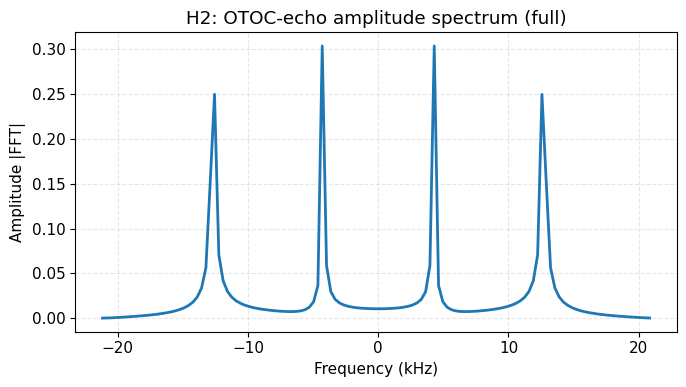 H2: OTOC-echo amplitude spectrum (full)
0.30
0.25
0.20
0.15
0.10
0.05
0.00
Amplitude |FFT|
−20 −10 0 10 20
Frequency (kHz)